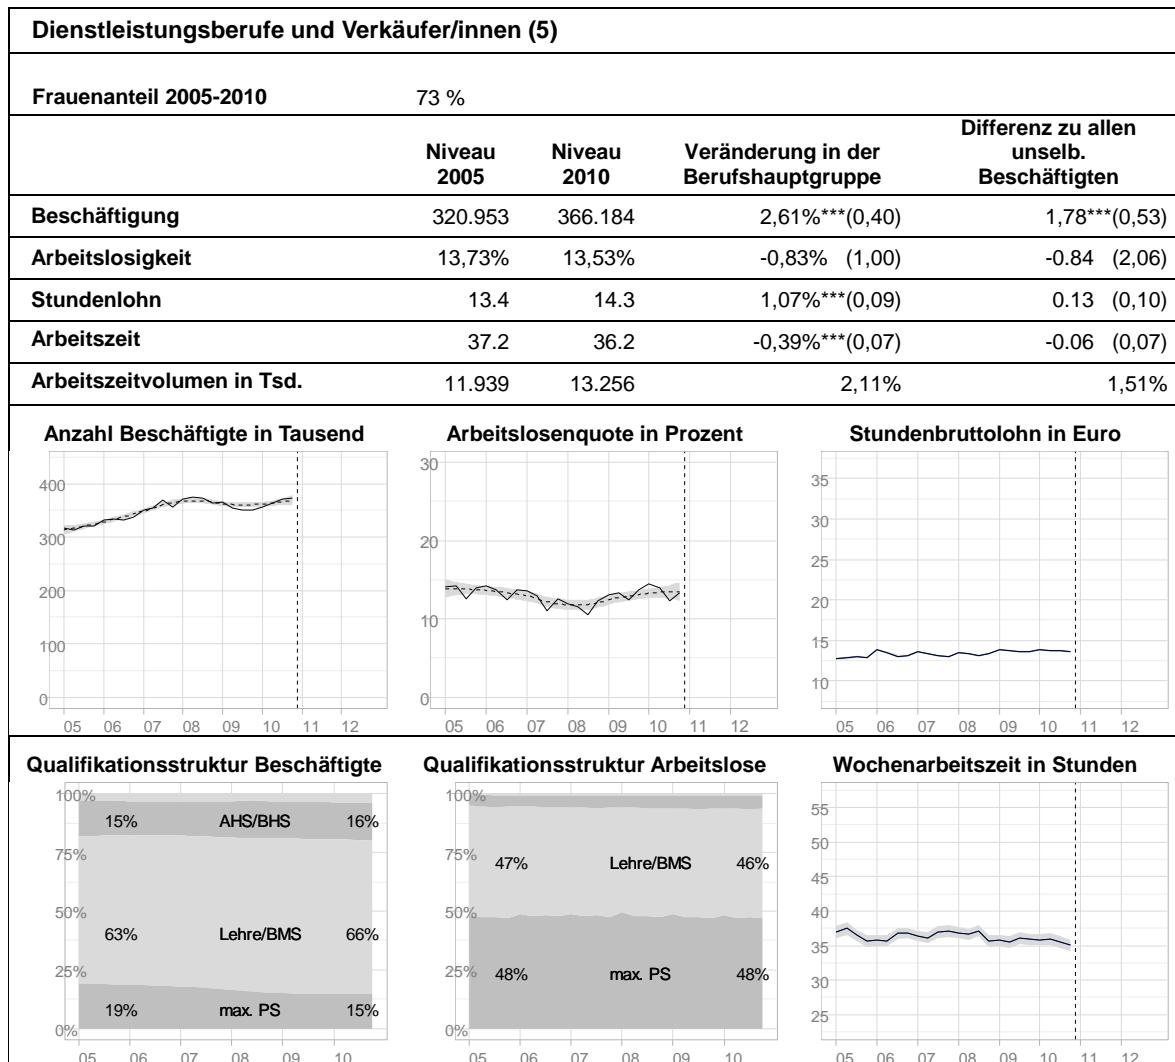 Dienstleistungsberufe und Verkäufer/innen (5)
Frauenanteil 2005-2010 73 %
Niveau 2005 Niveau 2010 Veränderung in der Berufshauptgruppe Differenz zu allen unselb. Beschäftigten
Beschäftigung 320.953 366.184 2,61%***(0,40) 1,78***(0,53)
Arbeitslosigkeit 13,73% 13,53% -0,83% (1,00) -0.84 (2,06)
Stundenlohn 13.4 14.3 1,07%***(0,09) 0.13 (0,10)
Arbeitszeit 37.2 36.2 -0,39%***(0,07) -0.06 (0,07)
Arbeitszeitvolumen in Tsd. 11.939 13.256 2,11% 1,51%
Anzahl Beschäftigte in Tausend
400
300
200
100
0
05 06 07 08 09 10 11 12
Arbeitslosenquote in Prozent
30
20
10
0
05 06 07 08 09 10 11 12
Stundenbruttolohn in Euro
35
30
25
20
15
10
05 06 07 08 09 10 11 12
Qualifikationsstruktur Beschäftigte
100%
15% AHS/BHS 16%
75%
50%
63% Lehre/BMS 66%
25%
19% max. PS 15%
0%
05 06 07 08 09 10
Qualifikationsstruktur Arbeitslose
100%
75%
47% Lehre/BMS 46%
50%
25%
48% max. PS 48%
0%
05 06 07 08 09 10
Wochenarbeitszeit in Stunden
55
50
45
40
35
30
25
05 06 07 08 09 10 11 12